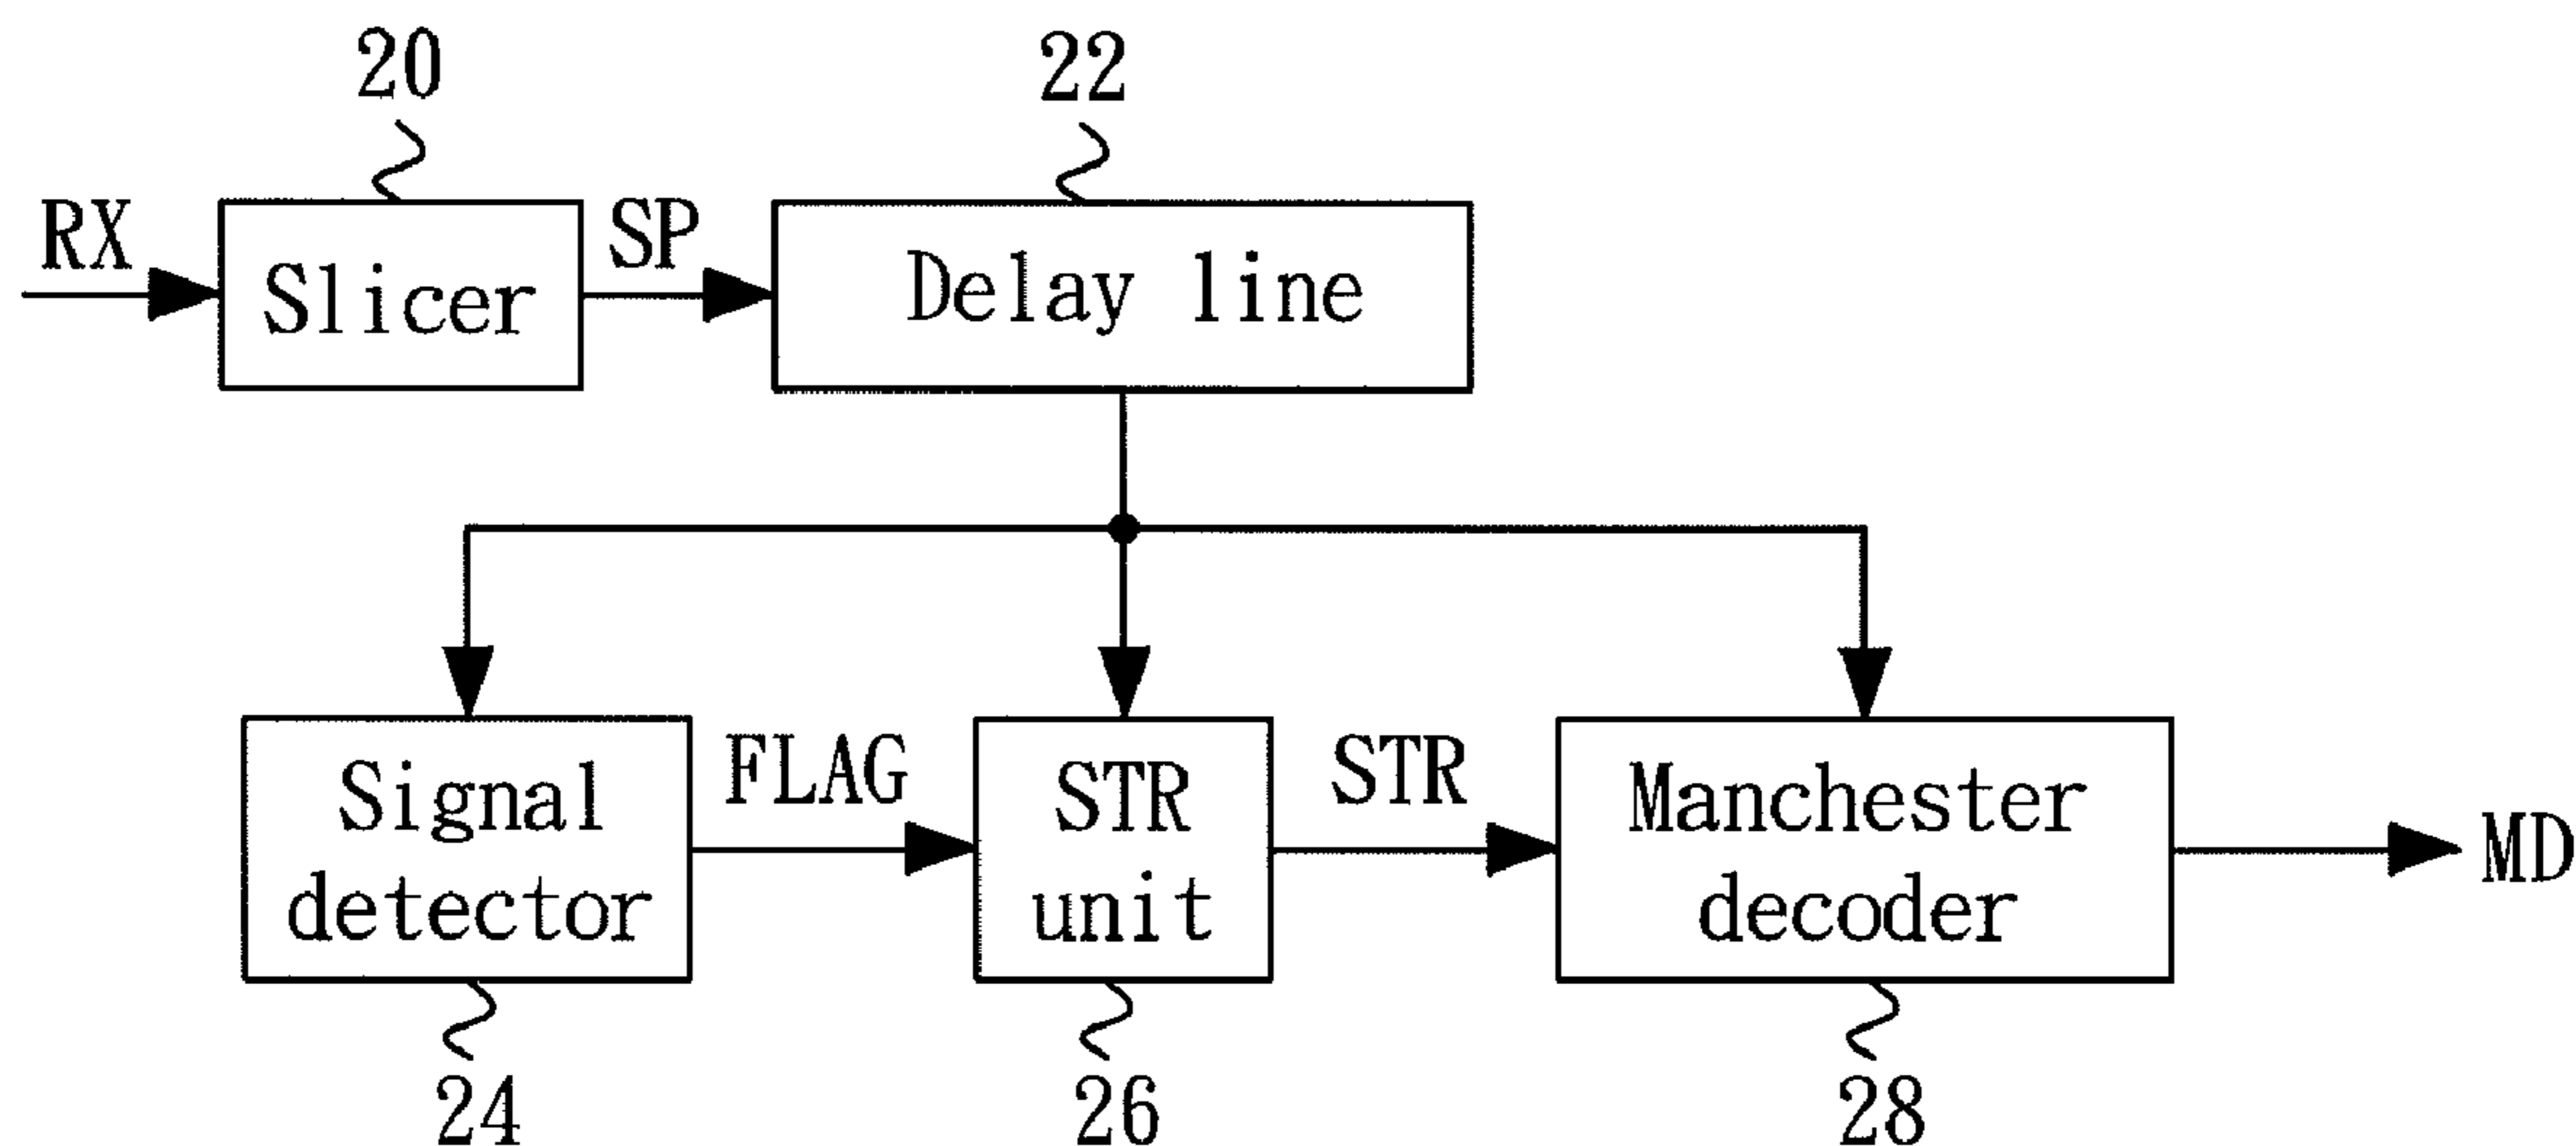 20
22
RX
SP
Slicer
Delay line
FLAG
STR
Signal
detector
STR
unit
Manchester
decoder
MD
24
26
28